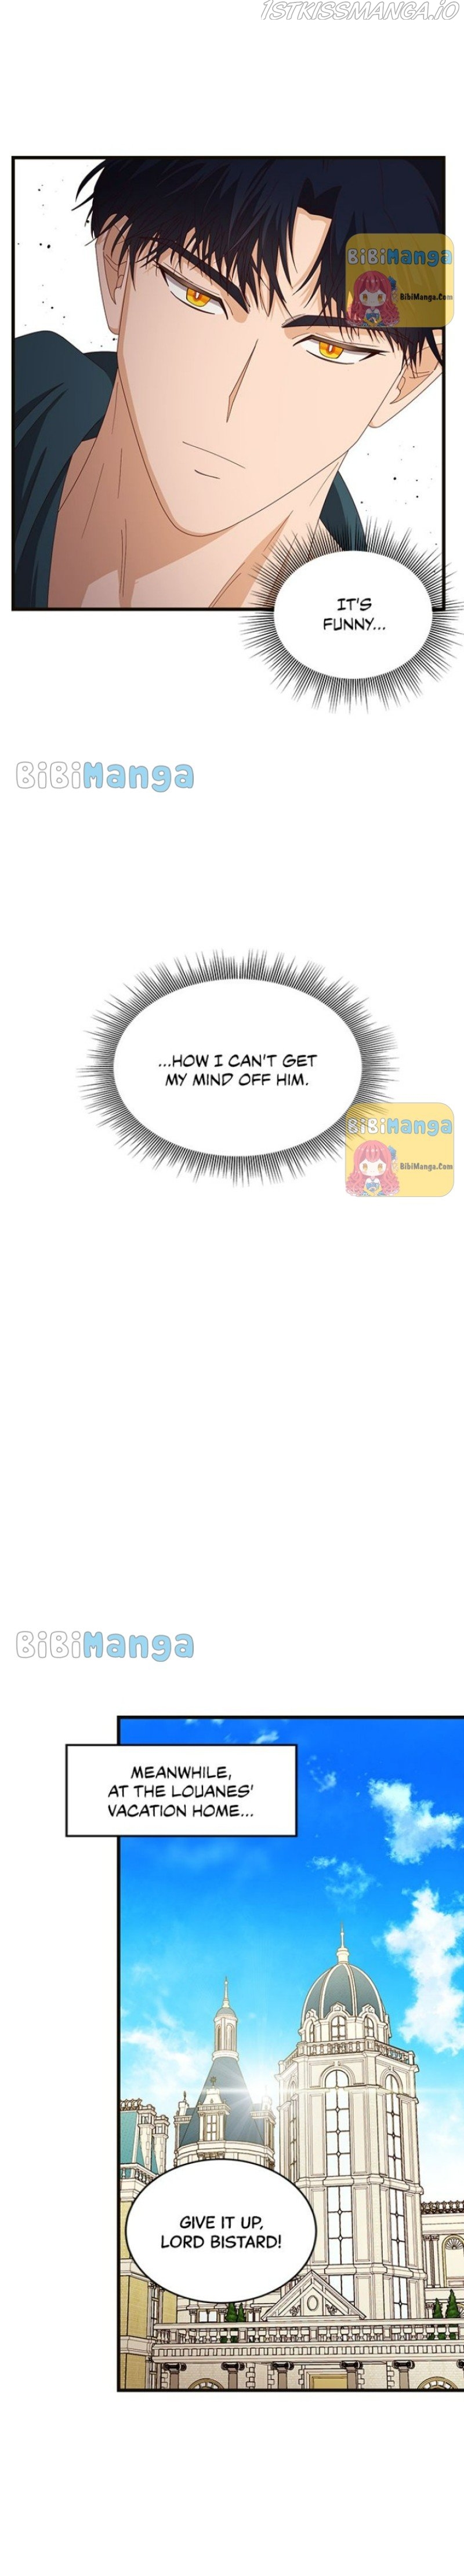 1STKISSMANGA.iO
BiBiManga
BibiManga.Com
IT'S
FUNNY...
BiBiManga
...HOW I CAN'T GET
MY MIND OFF HIM.
BiBiManga
BibiManga.Com
BiBiManga
MEANWHILE,
AT THE LOUANES'
VACATION HOME...
GIVE IT UP,
LORD BISTARD!